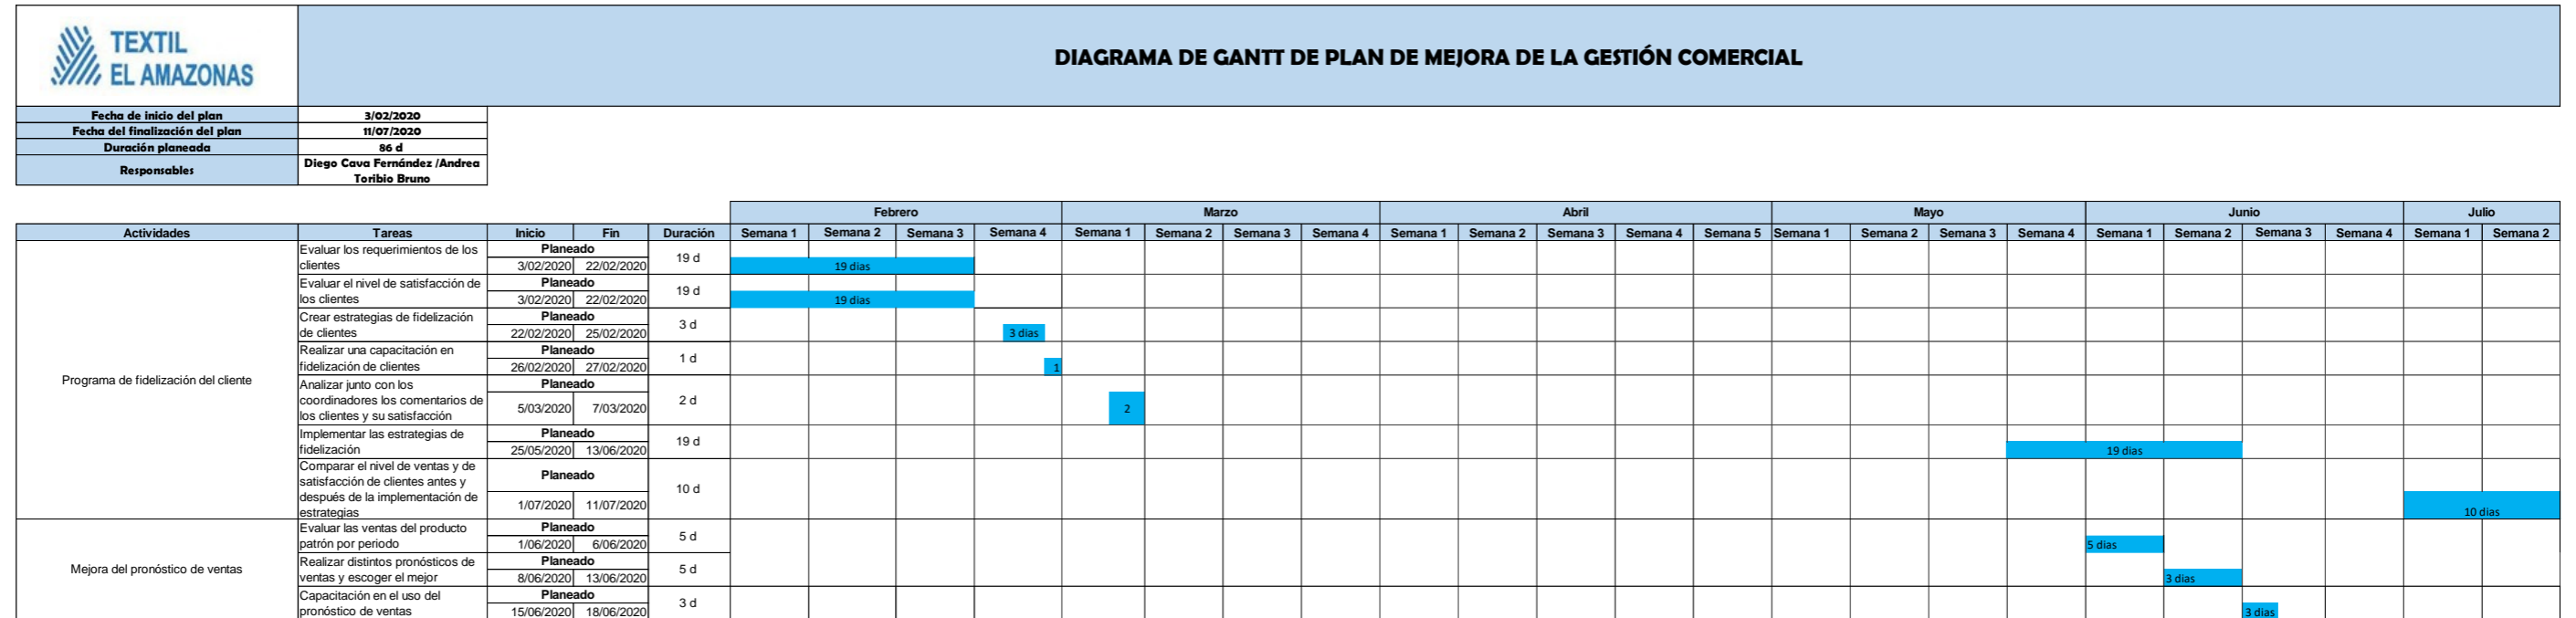 TEXTIL
EL AMAZONAS
DIAGRAMA DE GANTT DE PLAN DE MEJORA DE LA GESTIÓN COMERCIAL
Fecha de inicio del plan 3/02/2020
Fecha del finalización del plan 11/07/2020
Duración planeada 86 d
Responsables Diego Cava Fernández /Andrea
Toribio Bruno
Febrero Marzo Abril Mayo Junio Julio
Actividades Tareas Inicio Fin Duración Semana 1 Semana 2 Semana 3 Semana 4 Semana 1 Semana 2 Semana 3 Semana 4 Semana 1 Semana 2 Semana 3 Semana 4 Semana 5 Semana 1 Semana 2 Semana 3 Semana 4 Semana 1 Semana 2 Semana 3 Semana 4 Semana 1 Semana 2
Programa de fidelización del cliente
Evaluar los requerimientos de los Planeado
clientes 3/02/2020 22/02/2020 19 d 19 dias
Evaluar el nivel de satisfacción de Planeado
los clientes 3/02/2020 22/02/2020 19 d 19 dias
Crear estrategias de fidelización Planeado
de clientes 22/02/2020 25/02/2020 3 d 3 dias
Realizar una capacitación en Planeado
fidelización de clientes 26/02/2020 27/02/2020 1 d 1
Analizar junto con los Planeado
coordinadores los comentarios de 2 d
los clientes y su satisfacción 5/03/2020 7/03/2020 2
Implementar las estrategias de Planeado
fidelización 25/05/2020 13/06/2020 19 d 19 dias
Comparar el nivel de ventas y de
satisfacción de clientes antes y Planeado
después de la implementación de 10 d
estrategias 1/07/2020 11/07/2020 10 dias
Mejora del pronóstico de ventas
Evaluar las ventas del producto Planeado
patrón por periodo 1/06/2020 6/06/2020 5 d 5 dias
Realizar distintos pronósticos de Planeado
ventas y escoger el mejor 8/06/2020 13/06/2020 5 d 3 dias
Capacitación en el uso del Planeado
pronóstico de ventas 15/06/2020 18/06/2020 3 d 3 dias